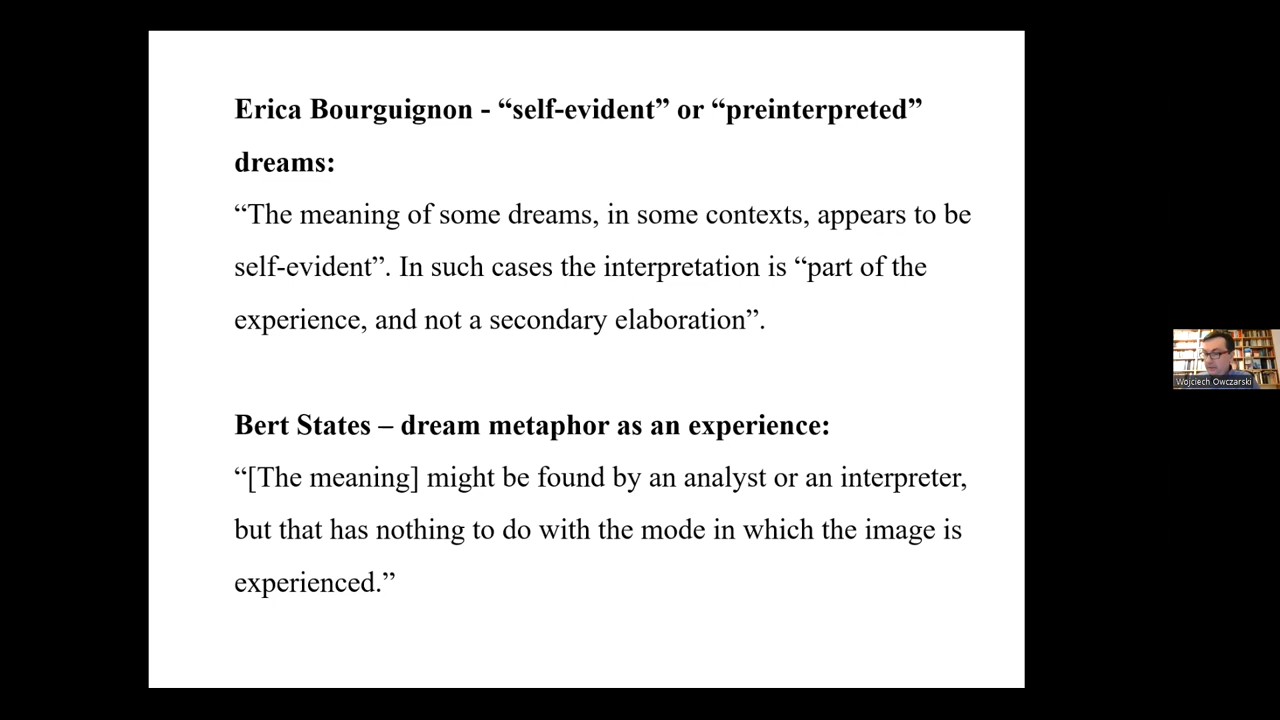 Erica Bourguignon - “self-evident” or “preinterpreted”
dreams:
“The meaning of some dreams, in some contexts, appears to be
self-evident”. In such cases the interpretation is “part of the
experience, and not a secondary elaboration”.
Bert States – dream metaphor as an experience:
“[The meaning] might be found by an analyst or an interpreter,
but that has nothing to do with the mode in which the image is
experienced.”
Wojciech Owczarski